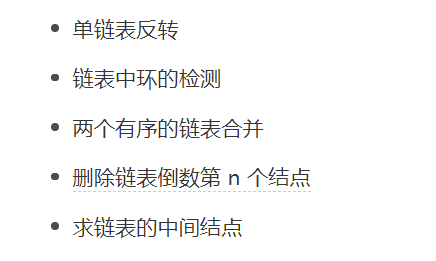 单链表反转
链表中环的检测
两个有序的链表合并
删除链表倒数第 n 个结点
求链表的中间结点